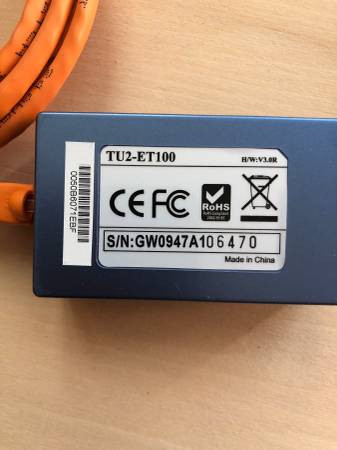 TU2-ET100 H/W:V3.0R
0050B6071EBF
CE FC RoHS
S/N:GW0947A106470
Made in China